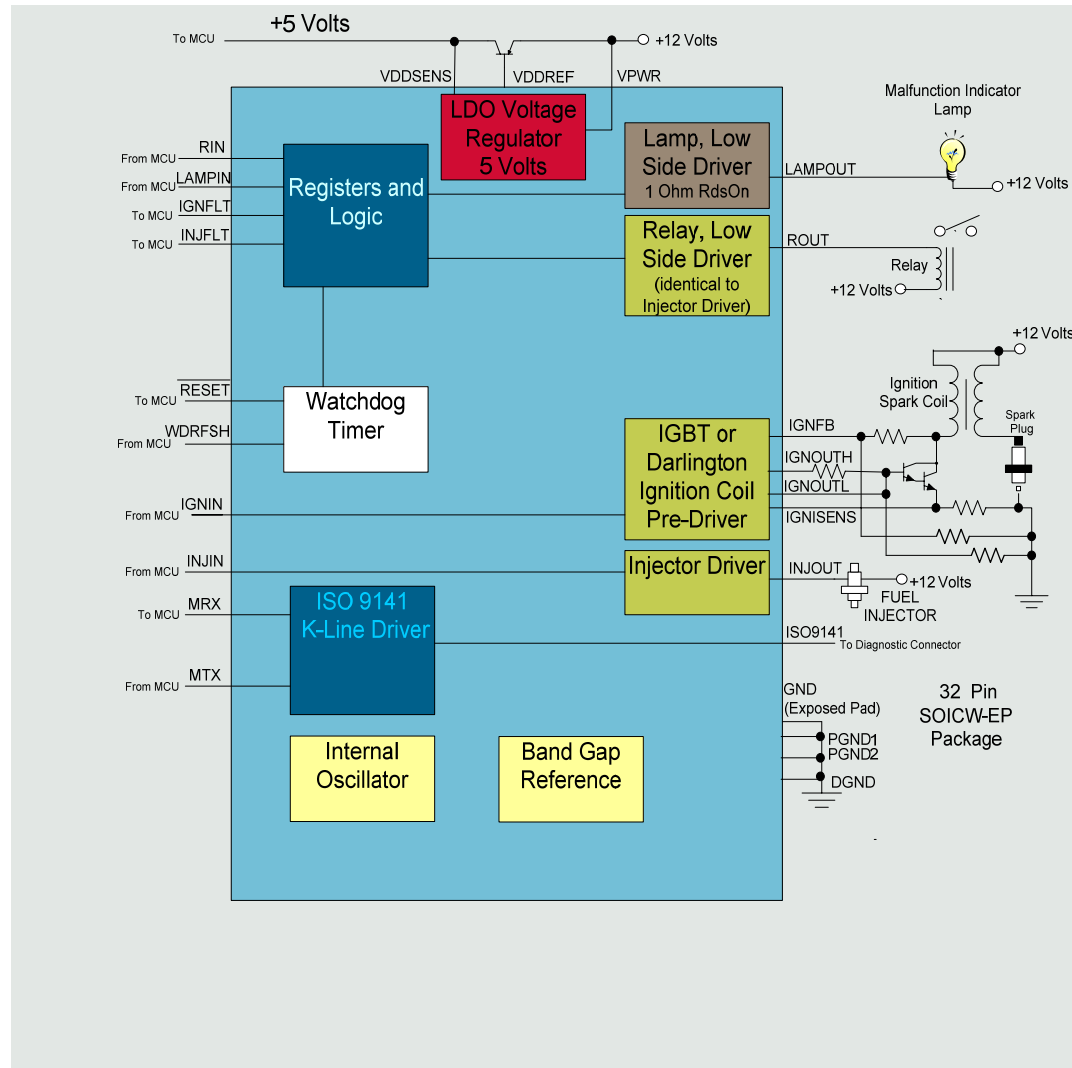 +5 Volts
To MCU
+12 Volts
VDDSENS
VDDREF
VPWR
LDO Voltage
Regulator
5 Volts
Malfunction Indicator
Lamp
From MCU
RIN
From MCU
LAMPIN
To MCU
IGNFLT
To MCU
INJFLT
Registers and
Logic
Lamp, Low
Side Driver
1 Ohm RdsOn
LAMPOUT
+12 Volts
Relay, Low
Side Driver
(identical to
Injector Driver)
ROUT
Relay
+12 Volts
+12 Volts
Ignition
Spark Coil
Spark
Plug
To MCU
RESET
From MCU
WDRFSH
Watchdog
Timer
IGBT or
Darlington
Ignition Coil
Pre-Driver
IGNFB
IGNOUTH
IGNOUTL
IGNISENS
From MCU
IGNIN
From MCU
INJIN
Injector Driver
INJOUT
+12 Volts
FUEL
INJECTOR
To MCU
MRX
From MCU
MTX
ISO 9141
K-Line Driver
ISO9141
To Diagnostic Connector
GND
(Exposed Pad)
PGND1
PGND2
DGND
32 Pin
SOICW-EP
Package
Internal
Oscillator
Band Gap
Reference